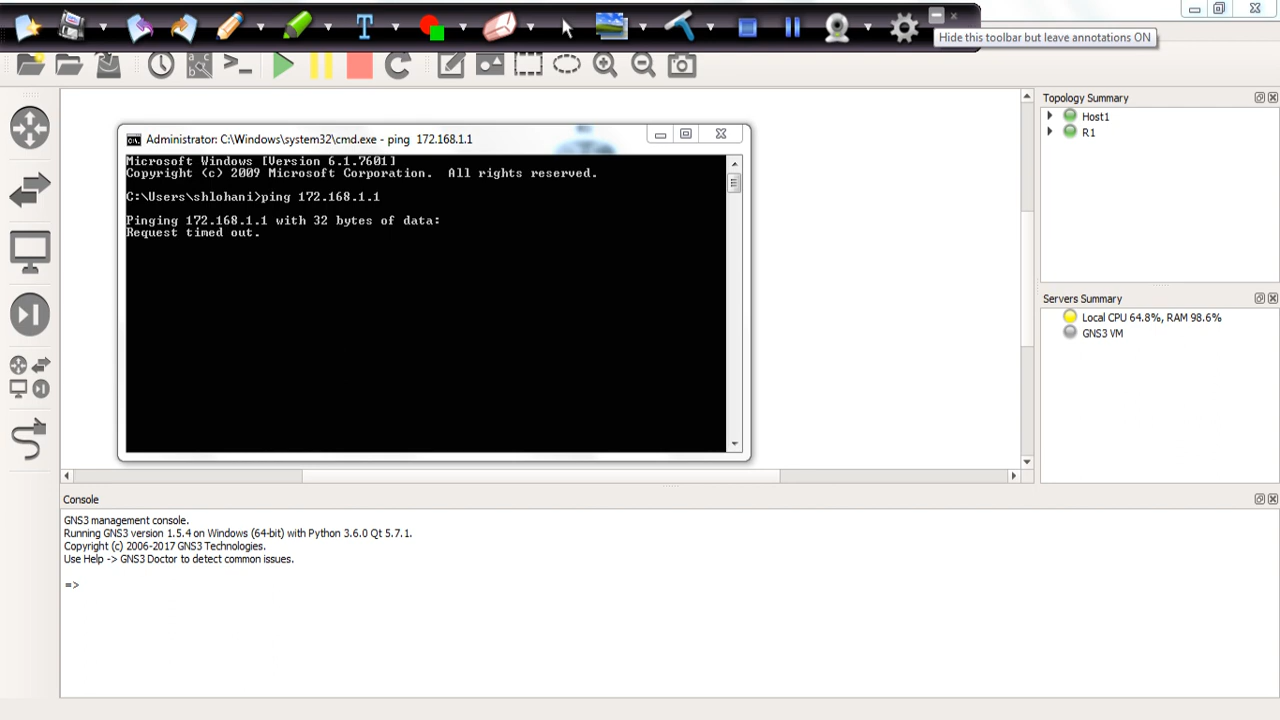 T
Hide this toolbar but leave annotations ON
a
b c
Topology Summary
Host1
R1
Administrator: C:\Windows\system32\cmd.exe - ping 172.168.1.1
Microsoft Windows [Version 6.1.7601]
Copyright (c) 2009 Microsoft Corporation.  All rights reserved.
C:\Users\shlohani>ping 172.168.1.1
Pinging 172.168.1.1 with 32 bytes of data:
Request timed out.
Servers Summary
Local CPU 64.8%, RAM 98.6%
GNS3 VM
Console
GNS3 management console.
Running GNS3 version 1.5.4 on Windows (64-bit) with Python 3.6.0 Qt 5.7.1.
Copyright (c) 2006-2017 GNS3 Technologies.
Use Help -> GNS3 Doctor to detect common issues.
=>